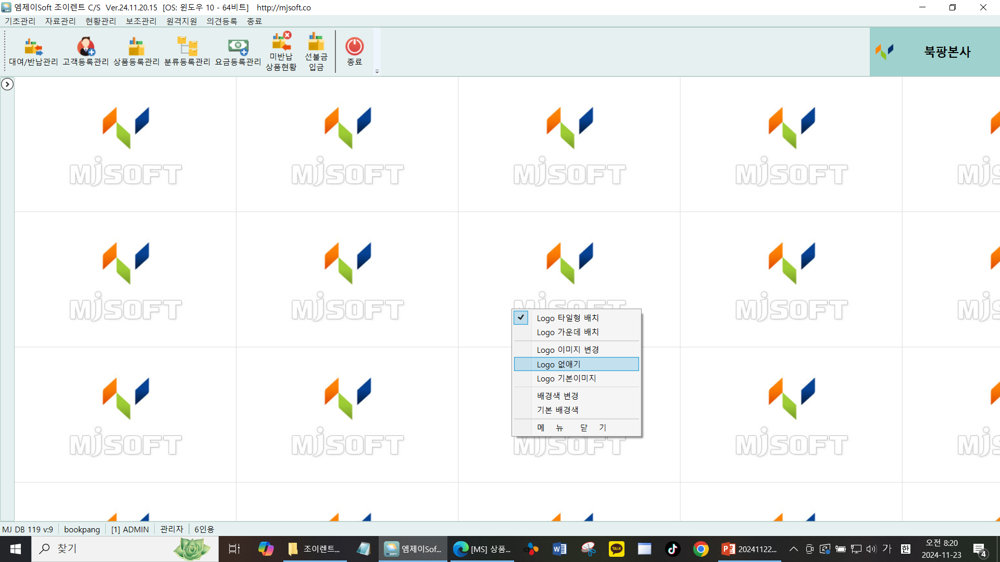 엠제이Soft 조이렌트 C/S Ver.24.11.20.15 [OS: 윈도우 10 - 64비트] http://mjsoft.co
기초관리 자료관리 현황관리 보조관리 원격지원 의견등록 종료
대여/반납관리 고객등록관리 상품등록관리 분류등록관리 요금등록관리 미반납 상품현황 선불금 입금 종료
북팡본사
MJSOFT MJSOFT MJSOFT MJSOFT MJS
MJSOFT MJSOFT MJSOFT MJSOFT MJS
Logo 타일형 배치
Logo 가운데 배치
Logo 이미지 변경
Logo 없애기
Logo 기본이미지
배경색 변경
기본 배경색
메 뉴 닫 기
MJSOFT MJSOFT MJSOFT MJSOFT MJS
MJ DB 119 v:9 bookpang [1] ADMIN 관리자 6인용
찾기 조이렌트... 엠제이Sof... [MS] 상품... TALK 20241122... 가 한 오전 8:20
2024-11-23 4